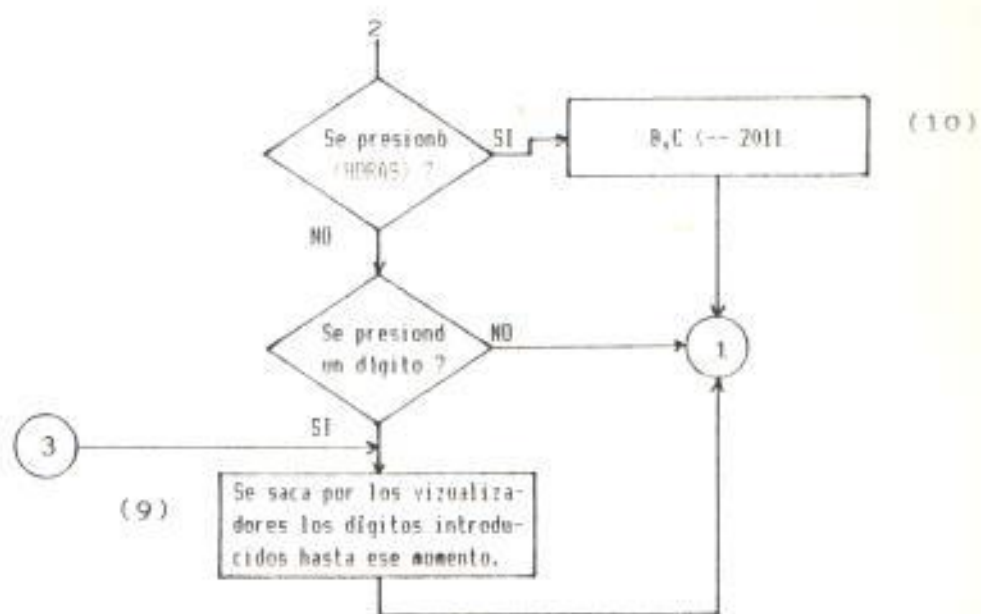 2
Se presionó
(HORAS) ?
SI
B,C <-- 2011
(10)
NO
Se presionó
un dígito ?
NO
1
SI
3
(9)
Se saca por los vizualiza-
dores los dígitos introdu-
cidos hasta ese momento.